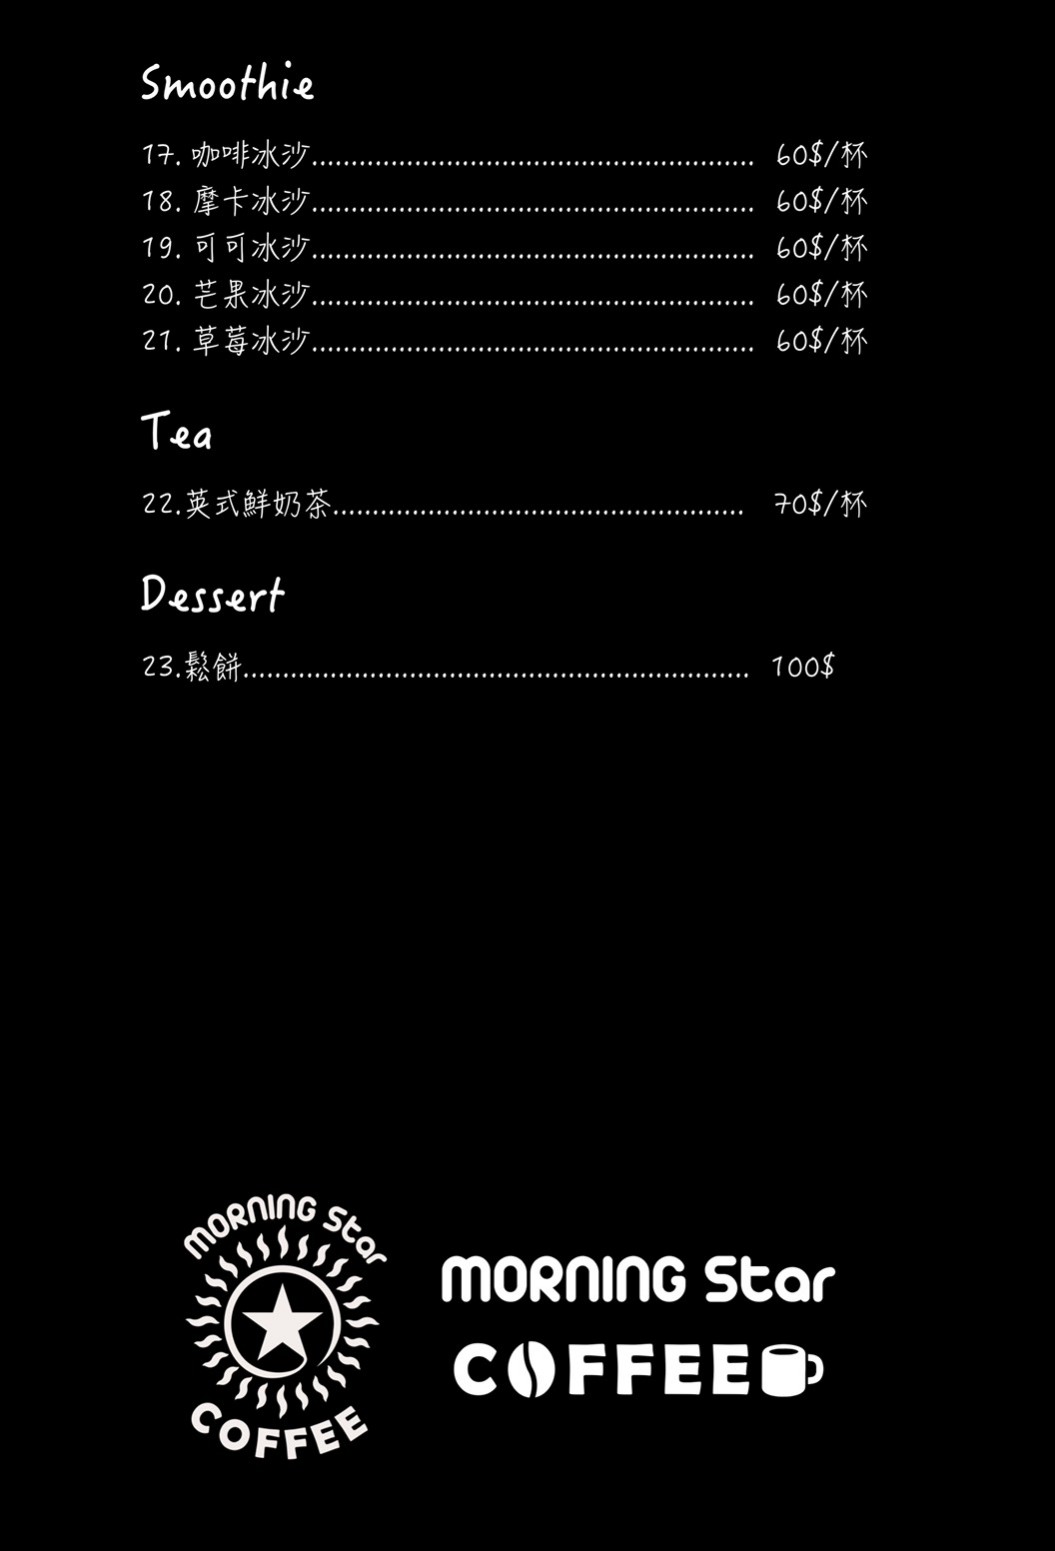 Smoothie
17. 咖啡冰沙....................................................... 60$/杯
18. 摩卡冰沙....................................................... 60$/杯
19. 可可冰沙....................................................... 60$/杯
20. 芒果冰沙....................................................... 60$/杯
21. 草莓冰沙....................................................... 60$/杯
Tea
22.英式鮮奶茶................................................... 70$/杯
Dessert
23.鬆餅............................................................... 100$
MORNING Star
COFFEE
MORNING Star
COFFEE